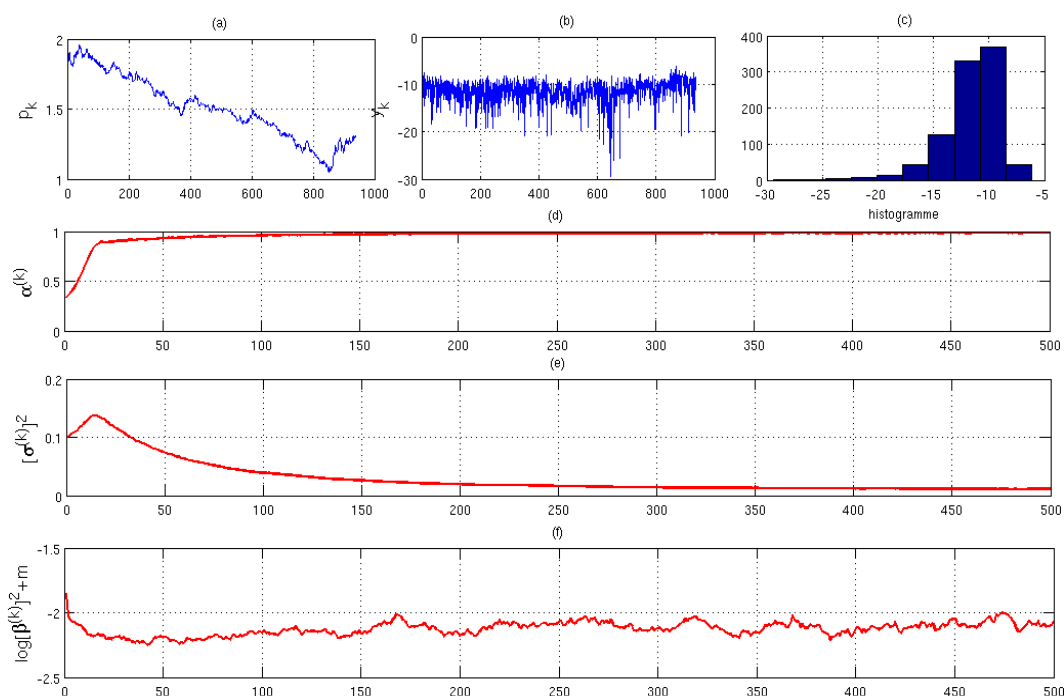 (a)
2
1.5
1
p_k
0 200 400 600 800 1000
(b)
0
-10
-20
-30
y_k
0 200 400 600 800 1000
(c)
400
300
200
100
0
-30 -25 -20 -15 -10 -5
histogramme
(d)
1
0.5
0
α^(k)
0 50 100 150 200 250 300 350 400 450 500
(e)
0.2
0.1
0
[σ^(k)]^2
0 50 100 150 200 250 300 350 400 450 500
(f)
-1.5
-2
-2.5
log[β^(k)]^2+m
0 50 100 150 200 250 300 350 400 450 500